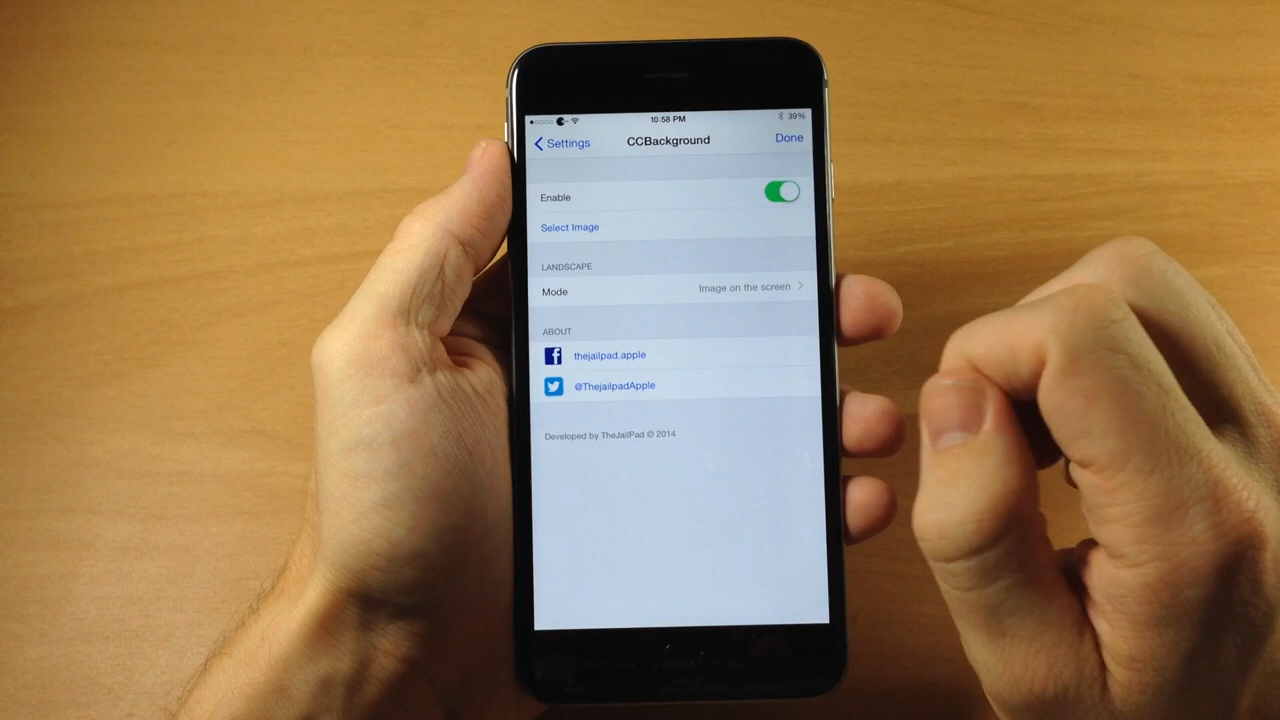 10:58 PM
39%
Settings
CCBackground
Done
Enable
Select Image
LANDSCAPE
Mode
Image on the screen
ABOUT
thejailpad.apple
@ThejailpadApple
Developed by TheJailPad © 2014